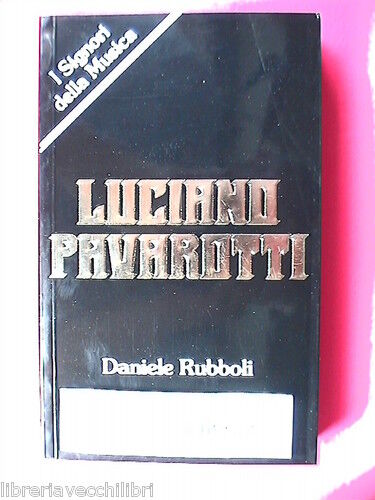 I Signori
della Musica
LUCIANO
PAVAROTTI
Daniele Rubboli
libreriavecchilibri